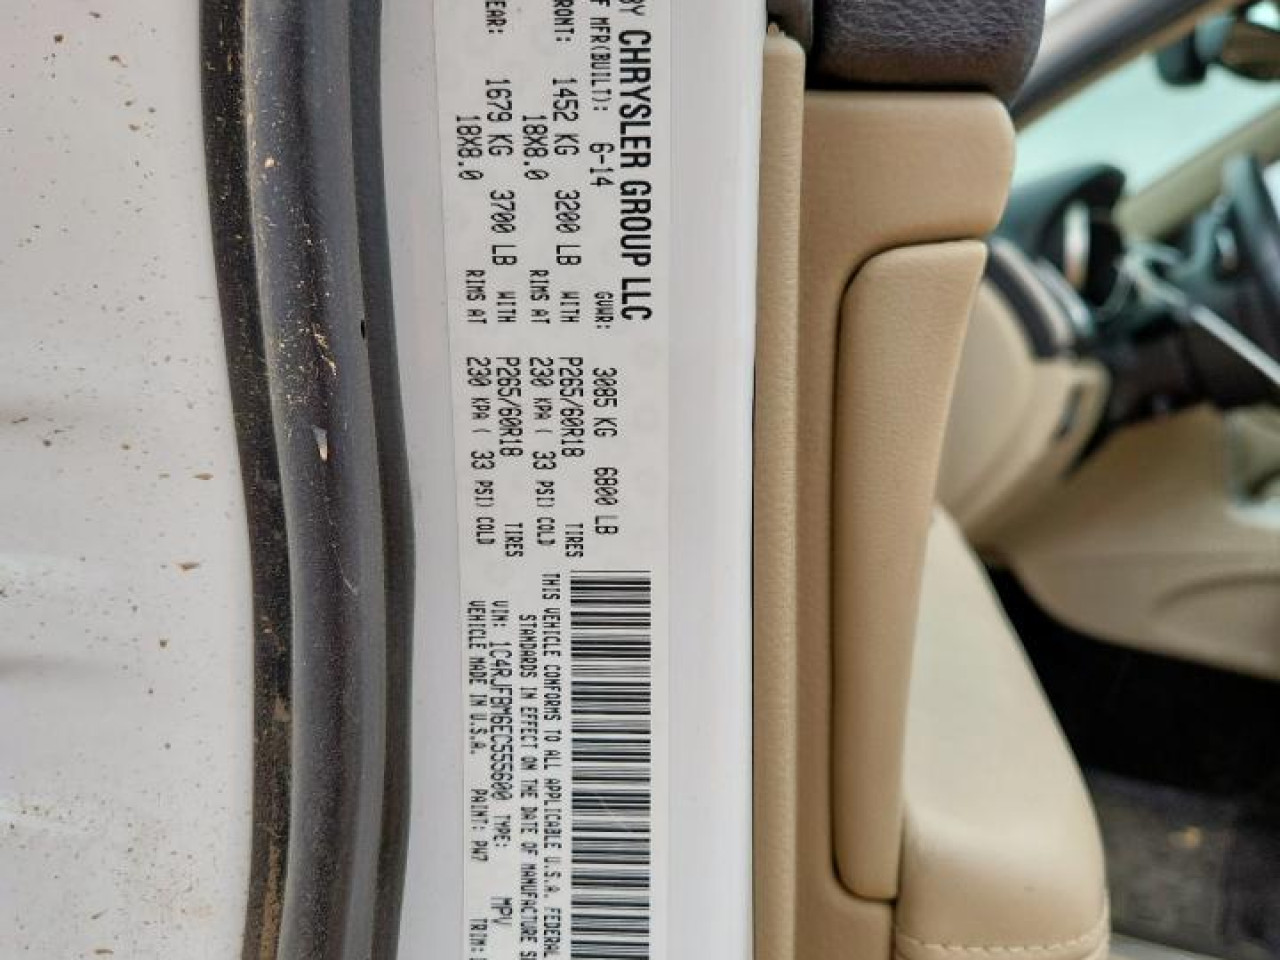 BY CHRYSLER GROUP LLC
F MFR(BUILT): 6-14 GVWR: 3085 KG 6800 LB
RONT: 1452 KG 3200 LB WITH P265/60R18 TIRES
18X8.0 RIMS AT 230 KPA ( 33 PSI) COLD
EAR: 1679 KG 3700 LB WITH P265/60R18 TIRES
18X8.0 RIMS AT 230 KPA ( 33 PSI) COLD
THIS VEHICLE CONFORMS TO ALL APPLICABLE U.S.A. FEDERAL
STANDARDS IN EFFECT ON THE DATE OF MANUFACTURE
VIN: 1C4RJFBM6EC555600 TYPE: MPV
VEHICLE MADE IN U.S.A. PAINT: PW7 TRIM: